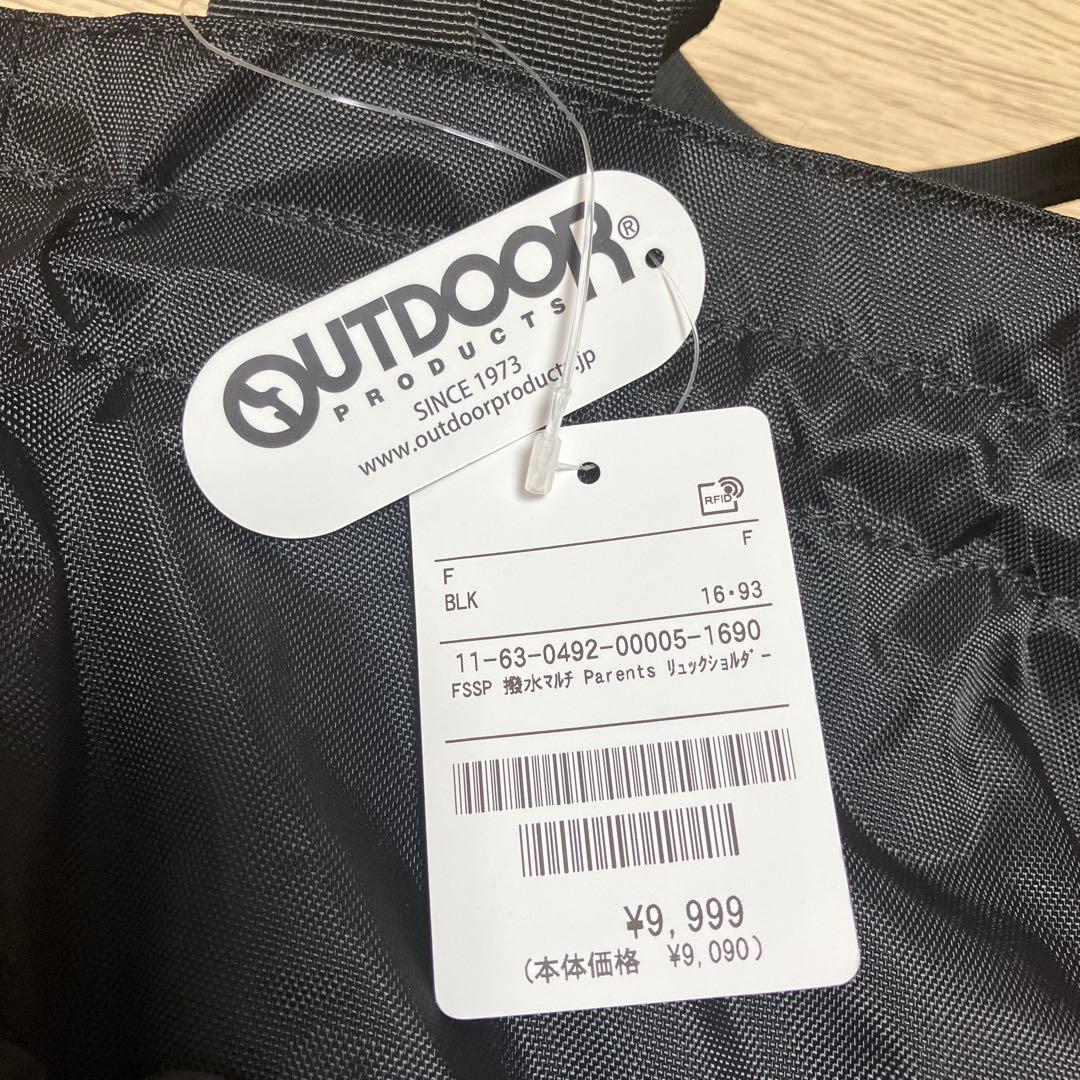 OUTDOOR®
PRODUCTS
SINCE 1973
www.outdoorproducts.jp
RFID
F
F
BLK 16・93
11-63-0492-00005-1690
FSSP 撥水ﾏﾙﾁ Parents ﾘｭｯｸｼｮﾙﾀﾞｰ
¥9,999
(本体価格 ¥9,090)